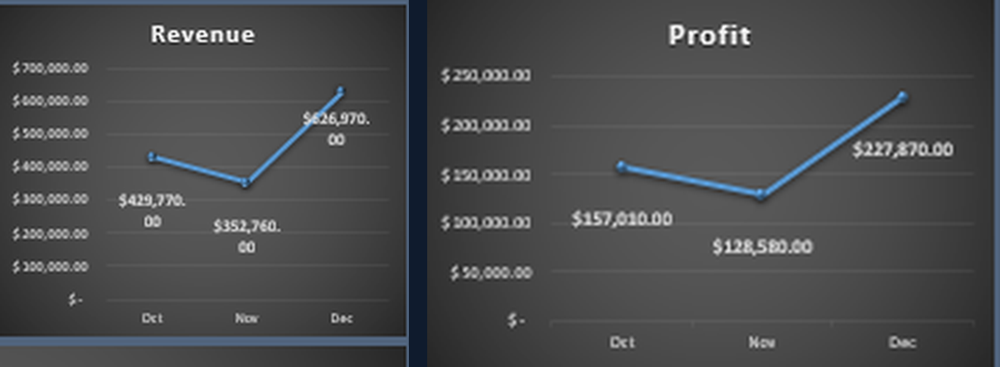 Revenue
$700,000.00
$600,000.00
$500,000.00
$400,000.00
$300,000.00
$200,000.00
$100,000.00
$-
$429,770.
00
$352,760.
00
$626,970.
00
Oct
Nov
Dec
Profit
$250,000.00
$200,000.00
$150,000.00
$100,000.00
$50,000.00
$-
$157,010.00
$128,580.00
$227,870.00
Oct
Nov
Dec